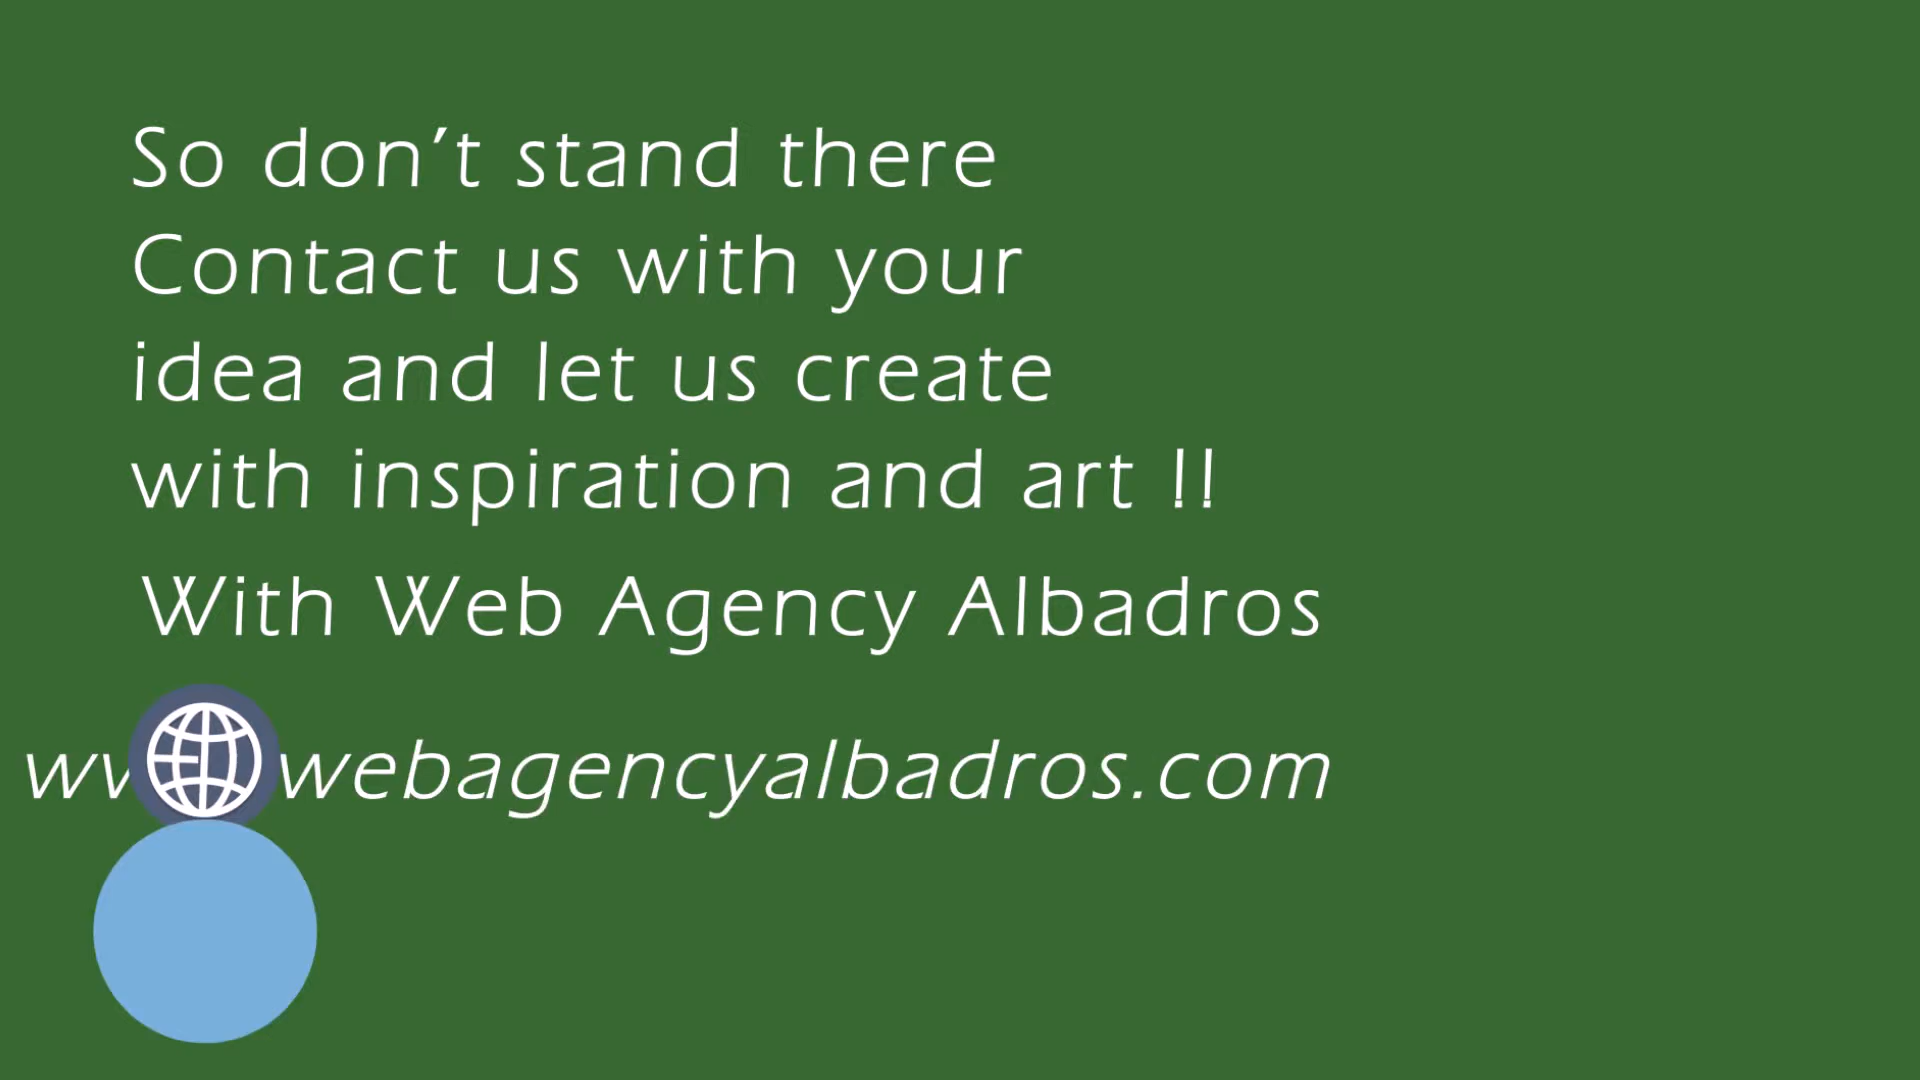 So don't stand there
Contact us with your
idea and let us create
with inspiration and art !!
With Web Agency Albadros
webagencyalbadros.com